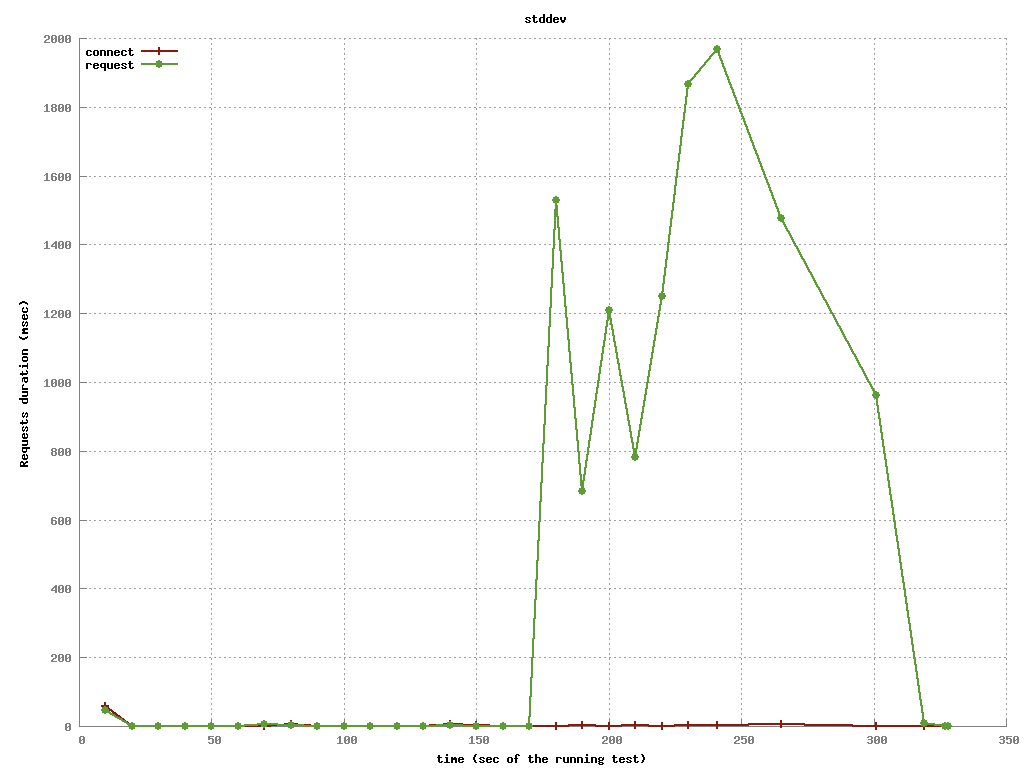 stddev
connect
request
2000
1800
1600
1400
1200
1000
800
600
400
200
0
Requests duration (msec)
0 50 100 150 200 250 300 350
time (sec of the running test)